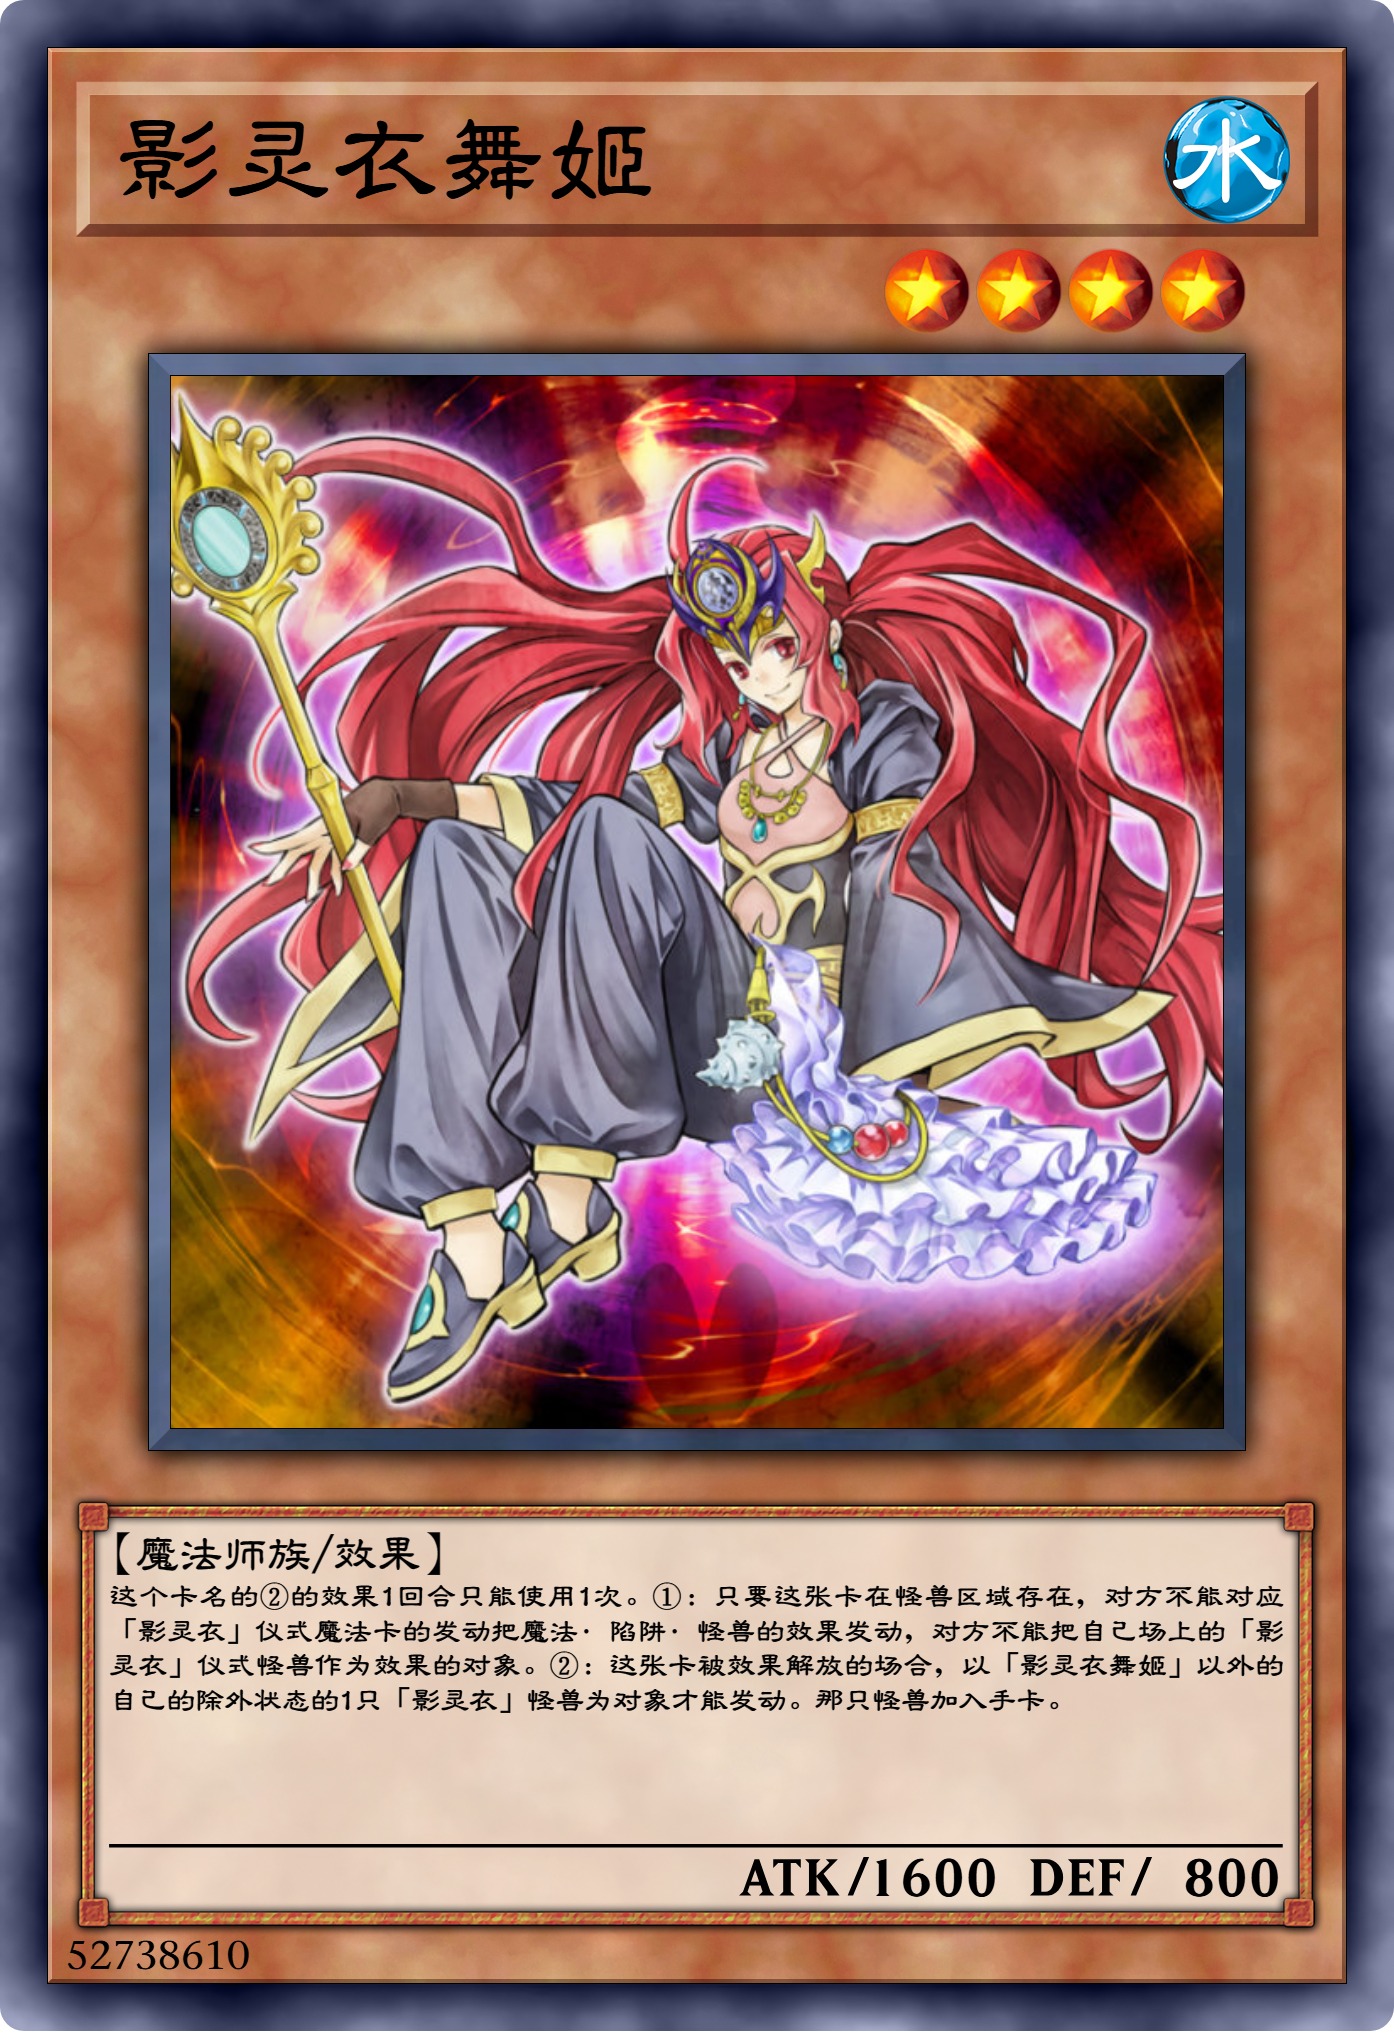 影灵衣舞姬
水
【魔法师族/效果】
这个卡名的②的效果1回合只能使用1次。①：只要这张卡在怪兽区域存在，对方不能对应
「影灵衣」仪式魔法卡的发动把魔法·陷阱·怪兽的效果发动，对方不能把自己场上的「影
灵衣」仪式怪兽作为效果的对象。②：这张卡被效果解放的场合，以「影灵衣舞姬」以外的
自己的除外状态的1只「影灵衣」怪兽为对象才能发动。那只怪兽加入手卡。
ATK/1600 DEF/ 800
52738610